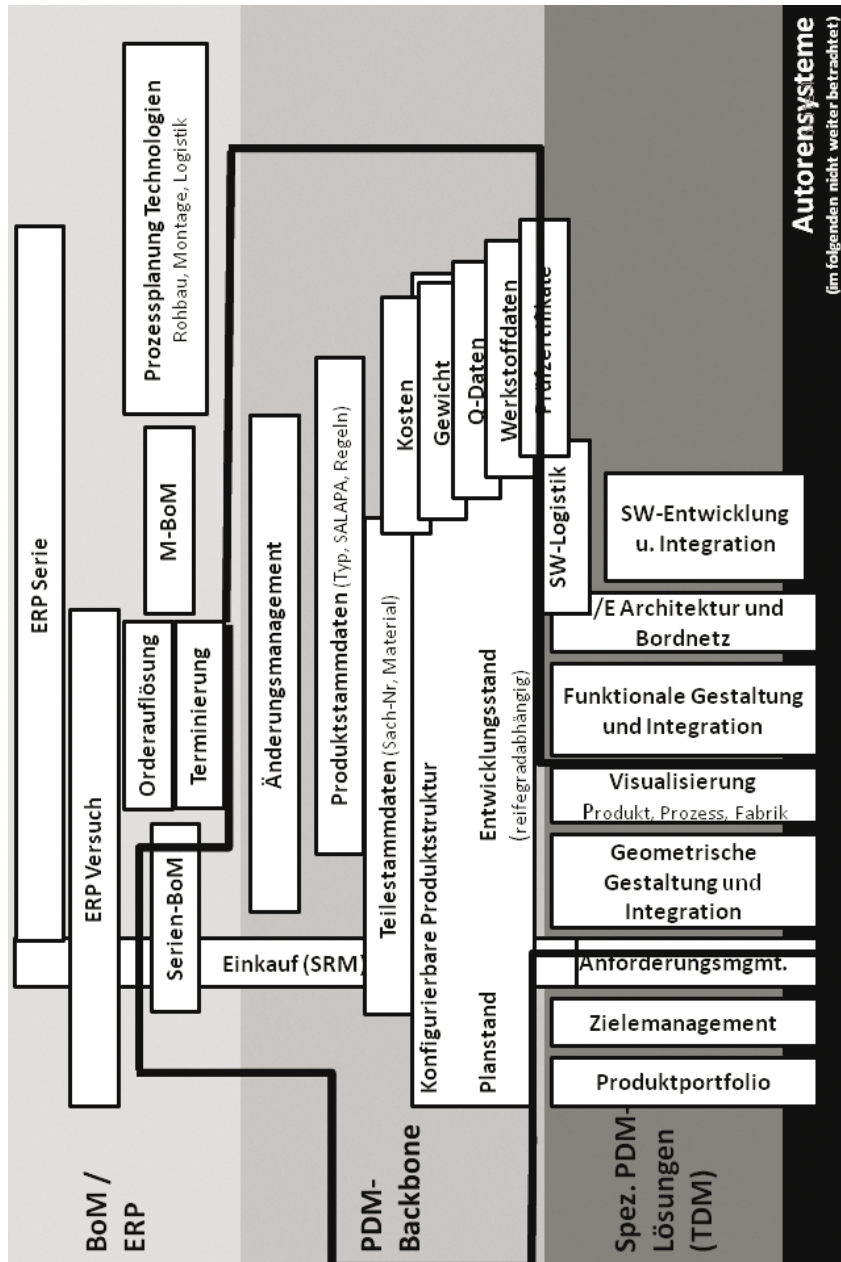 BoM /
ERP
ERP Serie
ERP Versuch
Orderauflösung
Terminierung
Serien-BoM
M-BoM
Prozessplanung Technologien
Rohbau, Montage, Logistik
PDM-
Backbone
Einkauf (SRM)
Änderungsmanagement
Produktstammdaten (Typ, SALAPA, Regeln)
Teilestammdaten (Sach-Nr, Material)
Konfigurierbare Produktstruktur
Planstand
Entwicklungsstand
(reifegradabhängig)
Kosten
Gewicht
Q-Daten
Werkstoffdaten
Prüfzertifikate
SW-Logistik
Spez. PDM-
Lösungen
(TDM)
Produktportfolio
Zielemanagement
Anforderungsmgmt.
Geometrische
Gestaltung und
Integration
Visualisierung
Produkt, Prozess, Fabrik
Funktionale Gestaltung
und Integration
/E Architektur und
Bordnetz
SW-Entwicklung
u. Integration
Autorensysteme
(im folgenden nicht weiter betrachtet)